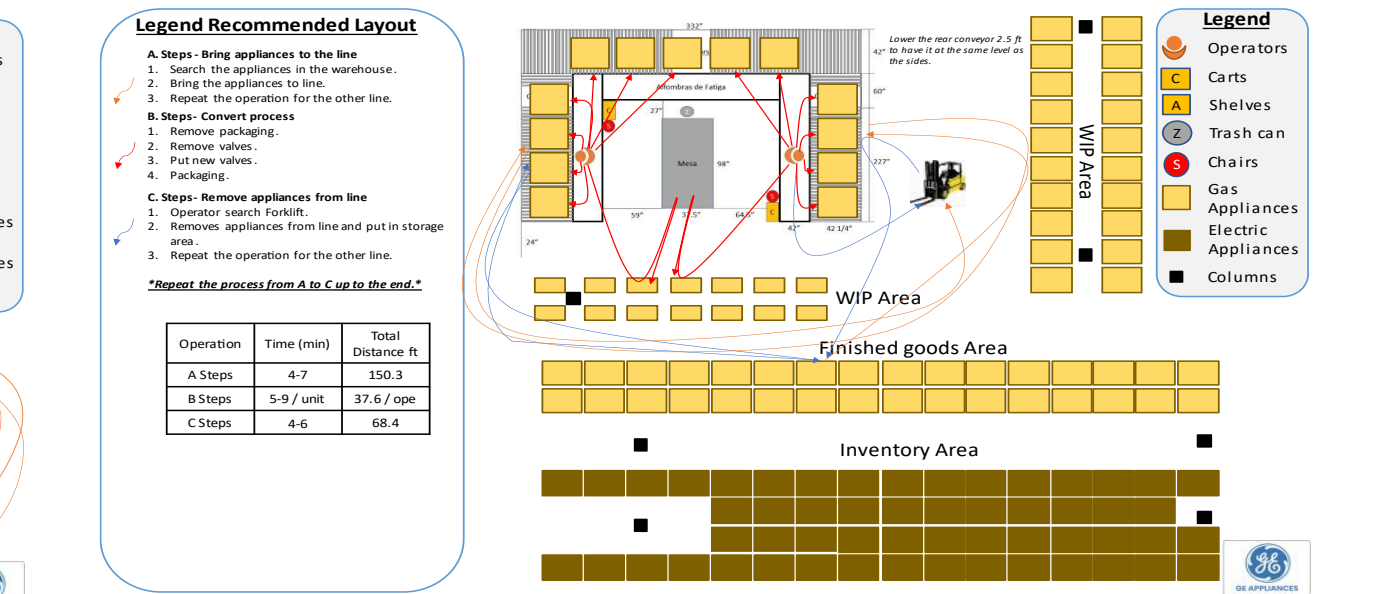 s
es
es
Legend Recommended Layout
A. Steps - Bring appliances to the line
1. Search the appliances in the warehouse.
2. Bring the appliances to line.
3. Repeat the operation for the other line.
B. Steps- Convert process
1. Remove packaging.
2. Remove valves.
3. Put new valves.
4. Packaging.
C. Steps- Remove appliances from line
1. Operator search Forklift.
2. Removes appliances from line and put in storage
area.
3. Repeat the operation for the other line.
*Repeat the process from A to C up to the end.*
Operation Time (min) Total
Distance ft
A Steps 4-7 150.3
B Steps 5-9 / unit 37.6 / ope
C Steps 4-6 68.4
332"
42"
Lower the rear conveyor 2.5 ft
to have it at the same level as
the sides.
60"
Alfombras de Fatiga
C
27"
Z
S
Mesa
98"
227"
S
C
59"
37.5"
42"
42 1/4"
24"
WIP Area
WIP Area
Finished goods Area
Inventory Area
Legend
Operators
C Carts
A Shelves
Z Trash can
S Chairs
Gas
Appliances
Electric
Appliances
Columns
GE
GE APPLIANCES